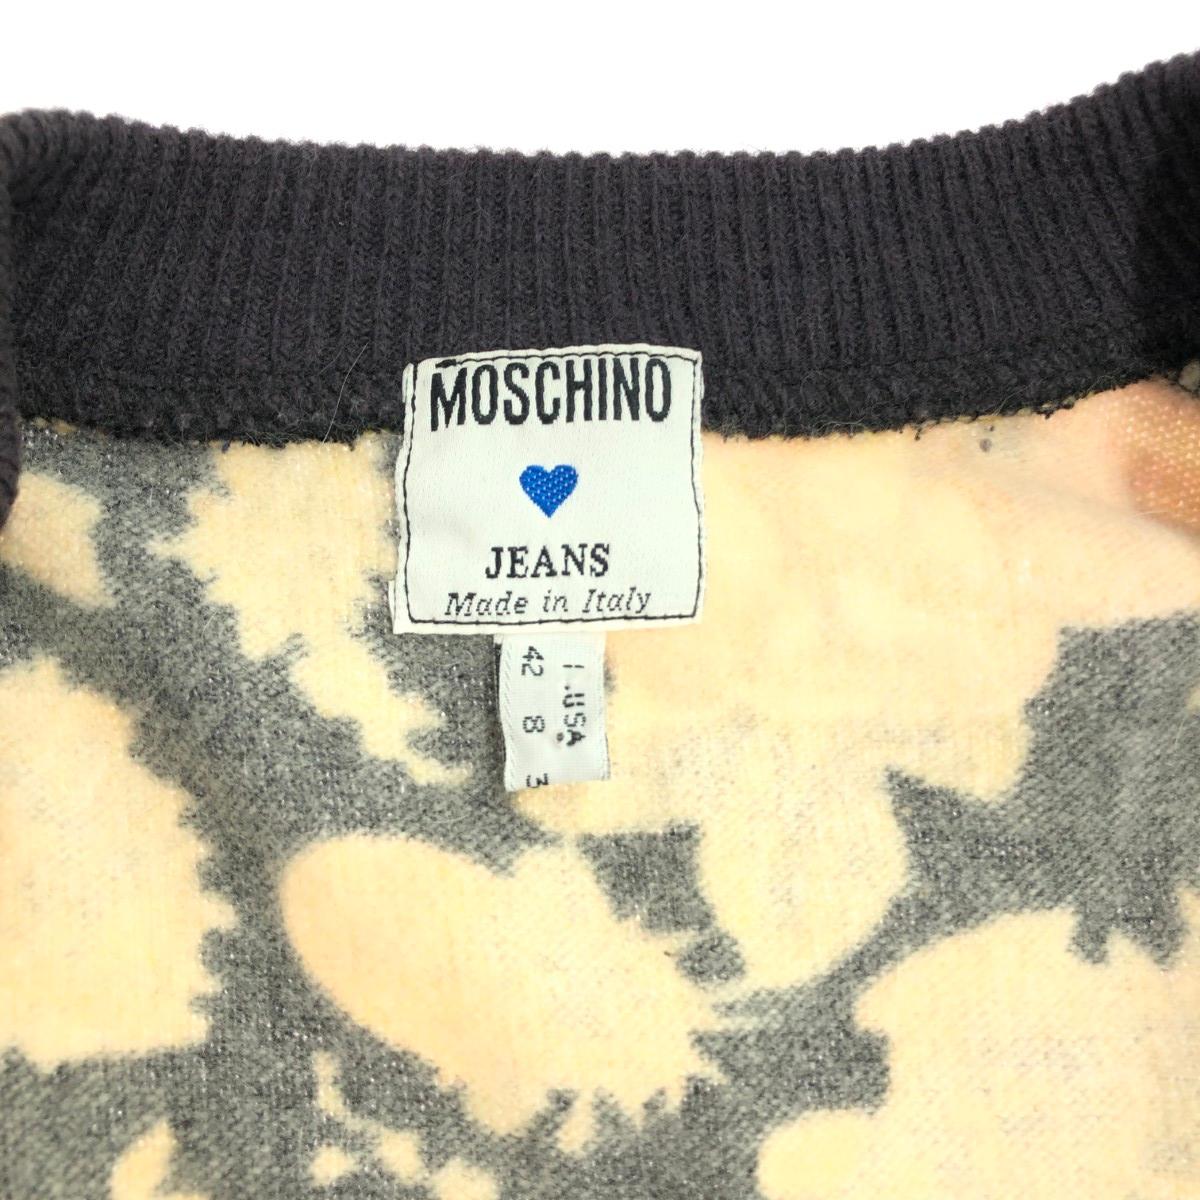 MOSCHINO
JEANS
Made in Italy
I USA
42 8